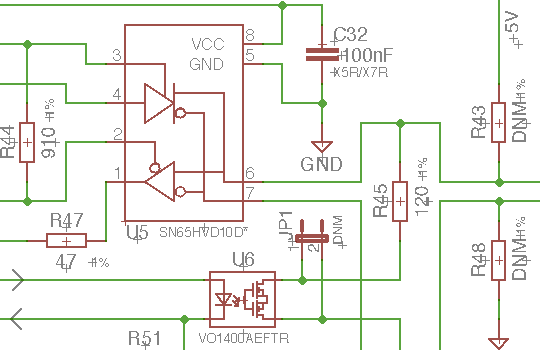 +5V
C32
100nF
X5R/X7R
VCC
GND
8
5
3
4
2
1
6
7
GND
R44
910
1%
R43
DNM
1%
R45
120
1%
R47
47
1%
U5
SN65HVD10D*
JP1
1
2
DNM
R48
DNM
1%
U6
VO1400AEFTR
R51